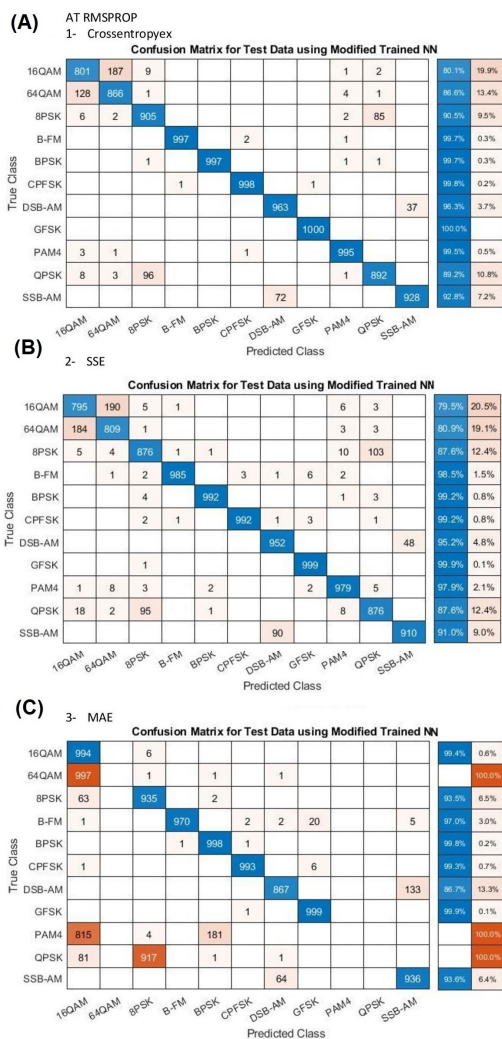 (A)
AT RMSPROP
1- Crossentropyex
Confusion Matrix for Test Data using Modified Trained NN
16QAM 801 187 9 1 2 80.1% 19.9%
64QAM 128 866 1 4 1 86.6% 13.4%
8PSK 6 2 905 2 85 90.5% 9.5%
B-FM 997 2 1 99.7% 0.3%
BPSK 1 997 1 1 99.7% 0.3%
CPFSK 1 998 1 99.8% 0.2%
DSB-AM 963 37 96.3% 3.7%
GFSK 1000 100.0%
PAM4 3 1 1 995 99.5% 0.5%
QPSK 8 3 96 1 892 89.2% 10.8%
SSB-AM 72 928 92.8% 7.2%
True Class
16QAM 64QAM 8PSK B-FM BPSK CPFSK DSB-AM GFSK PAM4 QPSK SSB-AM
Predicted Class
(B)
2- SSE
Confusion Matrix for Test Data using Modified Trained NN
16QAM 795 190 5 1 6 3 79.5% 20.5%
64QAM 184 809 1 3 3 80.9% 19.1%
8PSK 5 4 876 1 1 10 103 87.6% 12.4%
B-FM 1 2 985 3 1 6 2 98.5% 1.5%
BPSK 4 992 1 3 99.2% 0.8%
CPFSK 2 1 992 1 3 1 99.2% 0.8%
DSB-AM 952 48 95.2% 4.8%
GFSK 1 999 99.9% 0.1%
PAM4 1 8 3 2 2 979 5 97.9% 2.1%
QPSK 18 2 95 1 8 876 87.6% 12.4%
SSB-AM 90 910 91.0% 9.0%
True Class
16QAM 64QAM 8PSK B-FM BPSK CPFSK DSB-AM GFSK PAM4 QPSK SSB-AM
Predicted Class
(C)
3- MAE
Confusion Matrix for Test Data using Modified Trained NN
16QAM 994 6 99.4% 0.6%
64QAM 997 1 1 1 100.0%
8PSK 63 935 2 93.5% 6.5%
B-FM 1 970 2 2 20 5 97.0% 3.0%
BPSK 1 998 1 99.8% 0.2%
CPFSK 1 993 6 99.3% 0.7%
DSB-AM 867 133 86.7% 13.3%
GFSK 1 999 99.9% 0.1%
PAM4 815 4 181 100.0%
QPSK 81 917 1 1 100.0%
SSB-AM 64 936 93.6% 6.4%
True Class
16QAM 64QAM 8PSK B-FM BPSK CPFSK DSB-AM GFSK PAM4 QPSK SSB-AM
Predicted Class